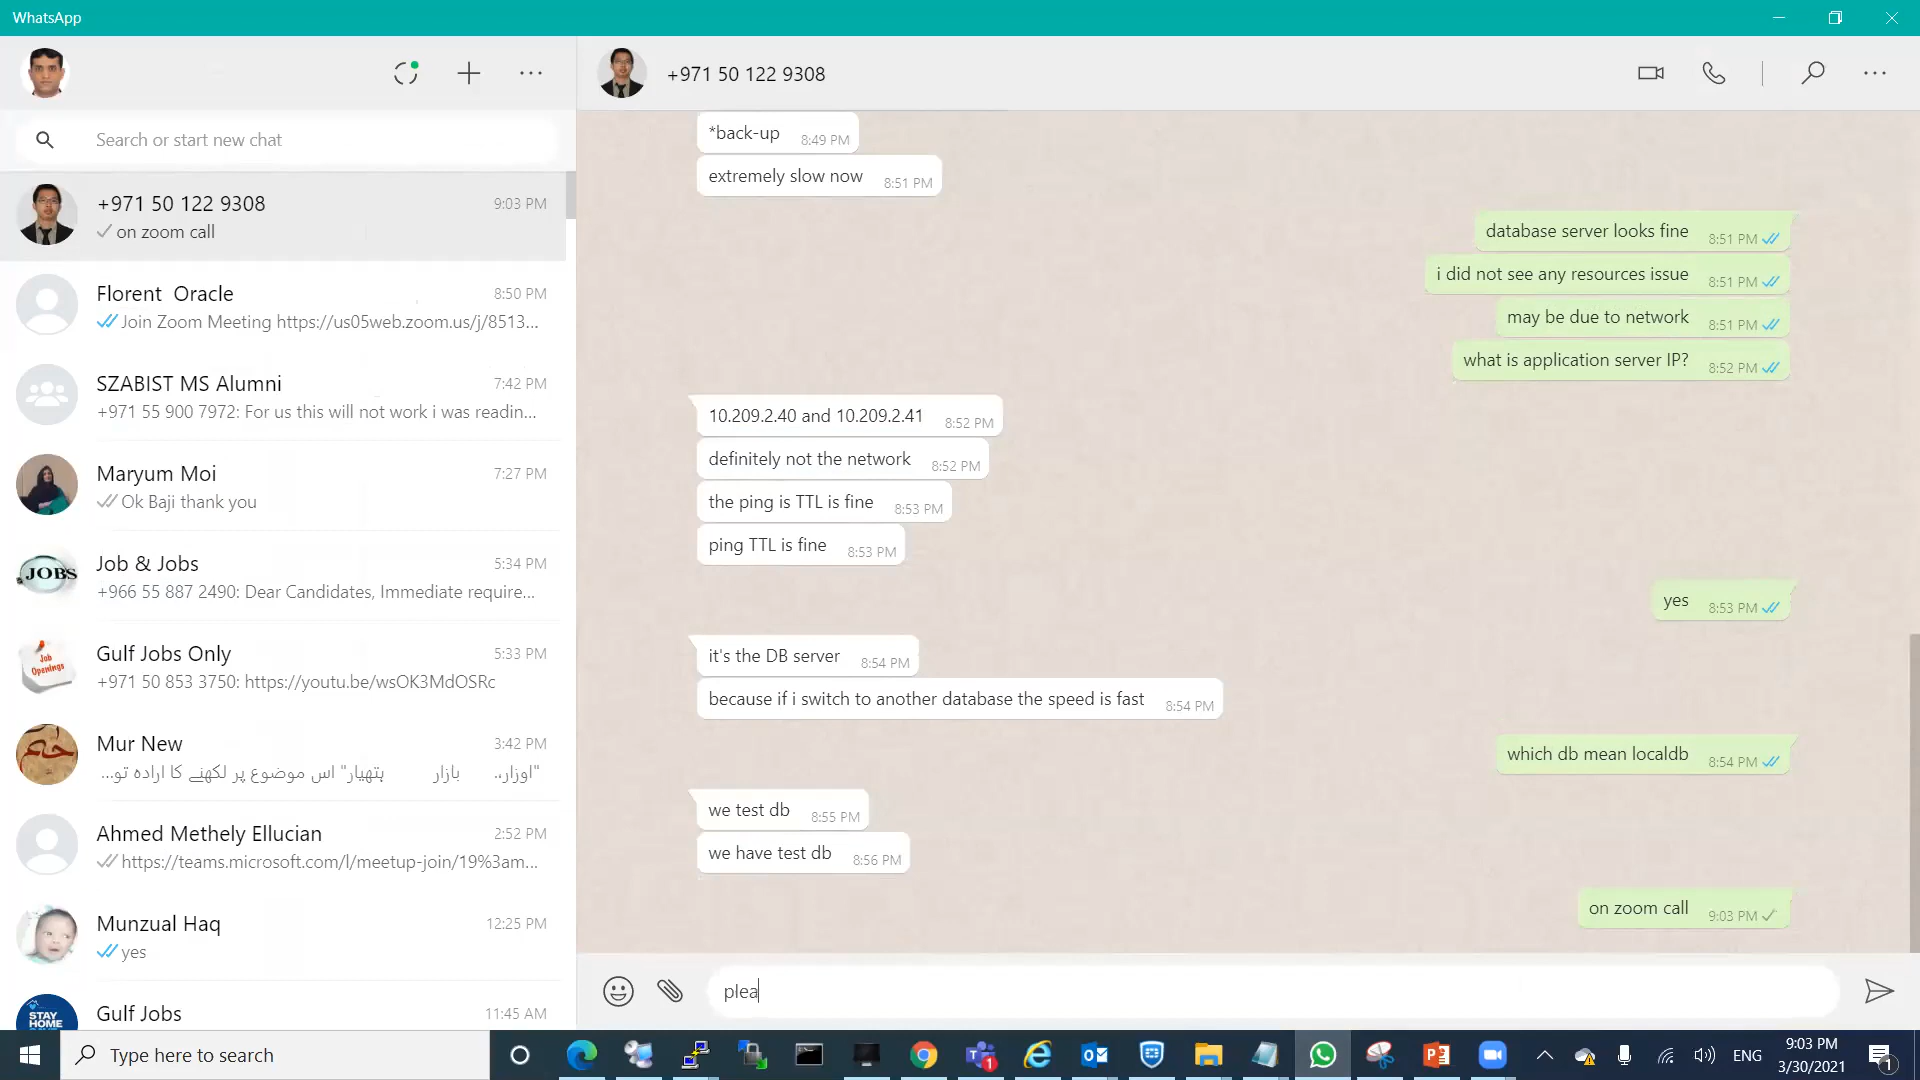 WhatsApp
Search or start new chat
+971 50 122 9308
9:03 PM
on zoom call
Florent Oracle
8:50 PM
Join Zoom Meeting https://us05web.zoom.us/j/8513...
SZABIST MS Alumni
7:42 PM
+971 55 900 7972: For us this will not work i was readin...
Maryum Moi
7:27 PM
Ok Baji thank you
JOBS
Job & Jobs
5:34 PM
+966 55 887 2490: Dear Candidates, Immediate require...
Job Openings
Gulf Jobs Only
5:33 PM
+971 50 853 3750: https://youtu.be/wsOK3MdOSRc
Mur New
3:42 PM
"اوزار،۔ بازار ہتھیار" اس موضوع پر لکھنے کا ارادہ تو...
Ahmed Methely Ellucian
2:52 PM
https://teams.microsoft.com/l/meetup-join/19%3am...
Munzual Haq
12:25 PM
yes
STAY HOME
Gulf Jobs
11:45 AM
+971 50 122 9308
*back-up 8:49 PM
extremely slow now 8:51 PM
database server looks fine 8:51 PM
i did not see any resources issue 8:51 PM
may be due to network 8:51 PM
what is application server IP? 8:52 PM
10.209.2.40 and 10.209.2.41 8:52 PM
definitely not the network 8:52 PM
the ping is TTL is fine 8:53 PM
ping TTL is fine 8:53 PM
yes 8:53 PM
it's the DB server 8:54 PM
because if i switch to another database the speed is fast 8:54 PM
which db mean localdb 8:54 PM
we test db 8:55 PM
we have test db 8:56 PM
on zoom call 9:03 PM
plea
Type here to search
ENG
9:03 PM
3/30/2021
1